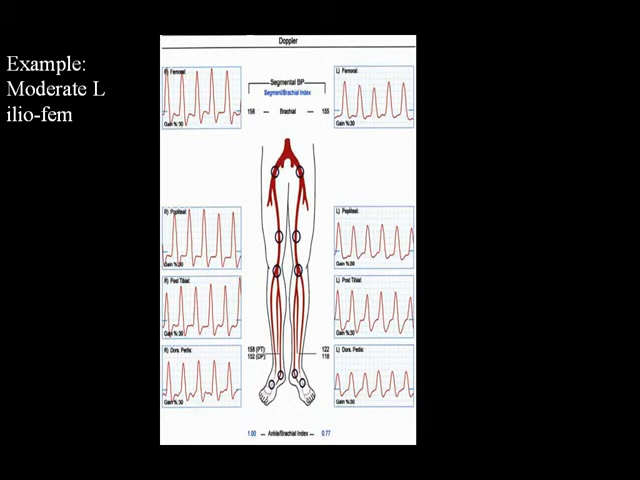 Doppler
Example:
Moderate L
ilio-fem
R) Femoral:
Gain %:30
Segmental BP
Segment/Brachial Index
158 — Brachial — 155
L) Femoral:
Gain %:30
R) Popliteal:
Gain %:30
L) Popliteal:
Gain %:30
R) Post Tibial:
Gain %:30
L) Post Tibial:
Gain %:30
R) Dors. Pedis:
Gain %:30
158 (PT)
152 (DP)
122
118
L) Dors. Pedis:
Gain %:30
1.00 — Ankle/Brachial Index — 0.77